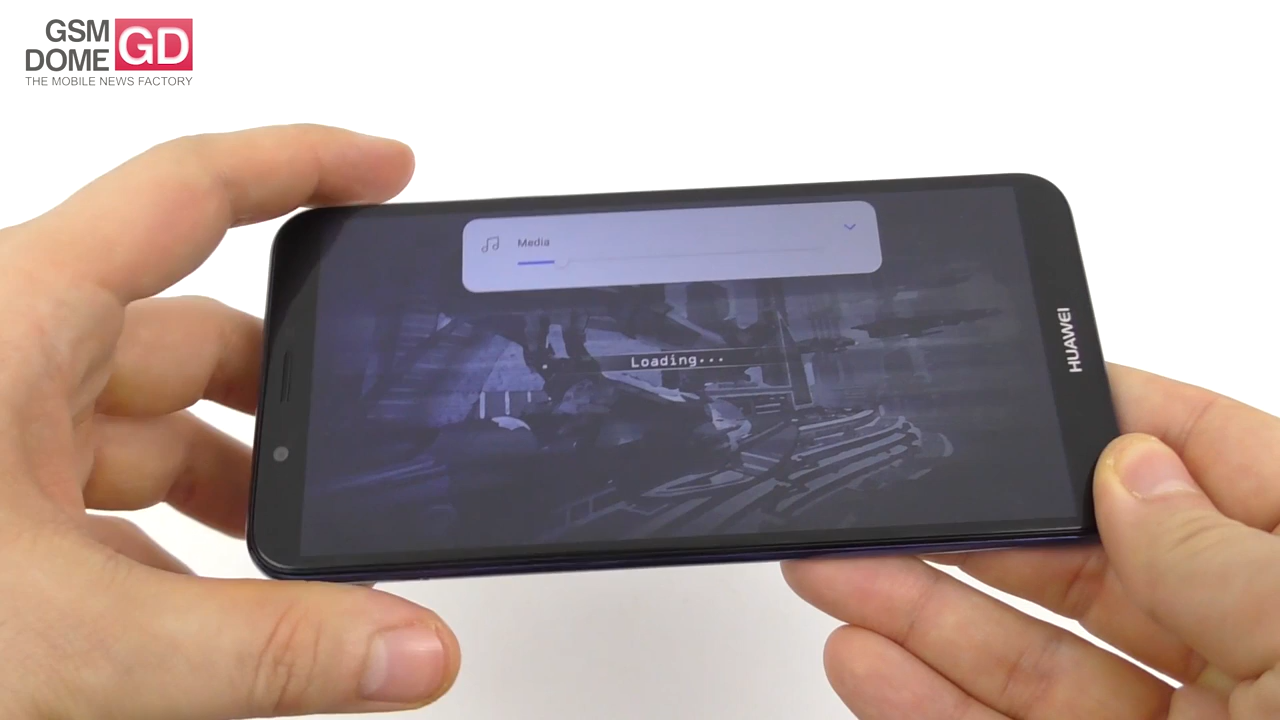 GSM
DOME GD
THE MOBILE NEWS FACTORY
Media
Loading...
HUAWEI